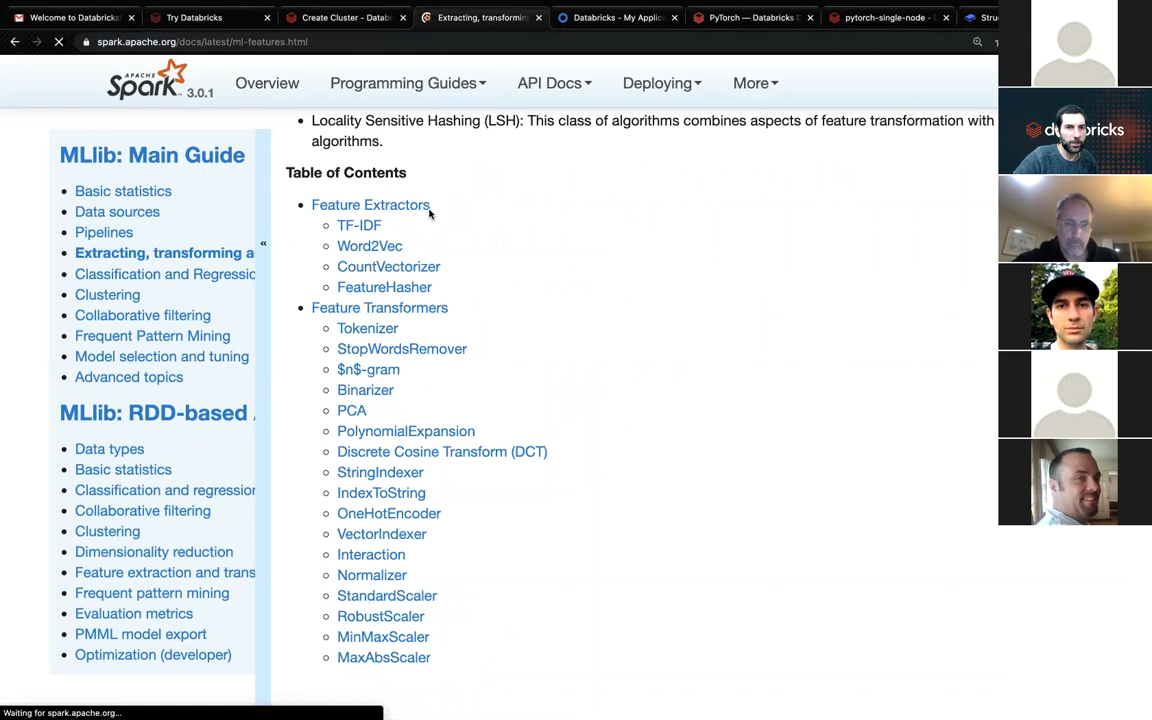 Welcome to Databricks!
Try Databricks
Create Cluster - Databr
Extracting, transforming
Databricks - My Applic
PyTorch — Databricks D
pytorch-single-node - D
Stru
spark.apache.org/docs/latest/ml-features.html
APACHE
Spark 3.0.1
Overview
Programming Guides
API Docs
Deploying
More
MLlib: Main Guide
Basic statistics
Data sources
Pipelines
Extracting, transforming a
Classification and Regressio
Clustering
Collaborative filtering
Frequent Pattern Mining
Model selection and tuning
Advanced topics
MLlib: RDD-based
Data types
Basic statistics
Classification and regression
Collaborative filtering
Clustering
Dimensionality reduction
Feature extraction and trans
Frequent pattern mining
Evaluation metrics
PMML model export
Optimization (developer)
«
Locality Sensitive Hashing (LSH): This class of algorithms combines aspects of feature transformation with
algorithms.
Table of Contents
Feature Extractors
TF-IDF
Word2Vec
CountVectorizer
FeatureHasher
Feature Transformers
Tokenizer
StopWordsRemover
$n$-gram
Binarizer
PCA
PolynomialExpansion
Discrete Cosine Transform (DCT)
StringIndexer
IndexToString
OneHotEncoder
VectorIndexer
Interaction
Normalizer
StandardScaler
RobustScaler
MinMaxScaler
MaxAbsScaler
Waiting for spark.apache.org...